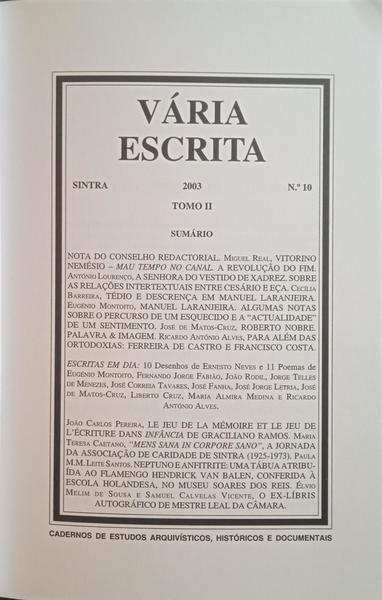 VÁRIA
ESCRITA
SINTRA 2003 N.º 10
TOMO II
SUMÁRIO
NOTA DO CONSELHO REDACTORIAL. MIGUEL REAL, VITORINO
NEMÉSIO – MAU TEMPO NO CANAL. A REVOLUÇÃO DO FIM.
ANTÓNIO LOURENÇO, A SENHORA DO VESTIDO DE XADREZ. SOBRE
AS RELAÇÕES INTERTEXTUAIS ENTRE CESÁRIO E EÇA. CECÍLIA
BARREIRA, TÉDIO E DESCRENÇA EM MANUEL LARANJEIRA.
EUGÉNIO MONTOITO, MANUEL LARANJEIRA. ALGUMAS NOTAS
SOBRE O PERCURSO DE UM ESQUECIDO E A "ACTUALIDADE"
DE UM SENTIMENTO. JOSÉ DE MATOS-CRUZ, ROBERTO NOBRE.
PALAVRA & IMAGEM. RICARDO ANTÓNIO ALVES, PARA ALÉM DAS
ORTODOXIAS: FERREIRA DE CASTRO E FRANCISCO COSTA.
ESCRITAS EM DIA: 10 Desenhos de ERNESTO NEVES e 11 Poemas de
EUGÉNIO MONTOITO, FERNANDO JORGE FABIÃO, JOÃO RODIL, JORGE TELLES
DE MENEZES, JOSÉ CORREIA TAVARES, JOSÉ FANHA, JOSÉ JORGE LETRIA, JOSÉ
DE MATOS-CRUZ, LIBERTO CRUZ, MARIA ALMIRA MEDINA E RICARDO
ANTÓNIO ALVES.
JOÃO CARLOS PEREIRA, LE JEU DE LA MÉMOIRE ET LE JEU DE
L'ÉCRITURE DANS INFÂNCIA DE GRACILIANO RAMOS. MARIA
TERESA CAETANO, "MENS SANA IN CORPORE SANO", A JORNADA
DA ASSOCIAÇÃO DE CARIDADE DE SINTRA (1925-1973). PAULA
M.M. LEITE SANTOS. NEPTUNO E ANFITRITE: UMA TÁBUA ATRIBU-
ÍDA AO FLAMENGO HENDRICK VAN BALEN, CONFERIDA À
ESCOLA HOLANDESA, NO MUSEU SOARES DOS REIS. ÉLVIO
MELIM DE SOUSA E SAMUEL CALVELAS VICENTE, O EX-LÍBRIS
AUTOGRÁFICO DE MESTRE LEAL DA CÂMARA.
CADERNOS DE ESTUDOS ARQUIVÍSTICOS, HISTÓRICOS E DOCUMENTAIS